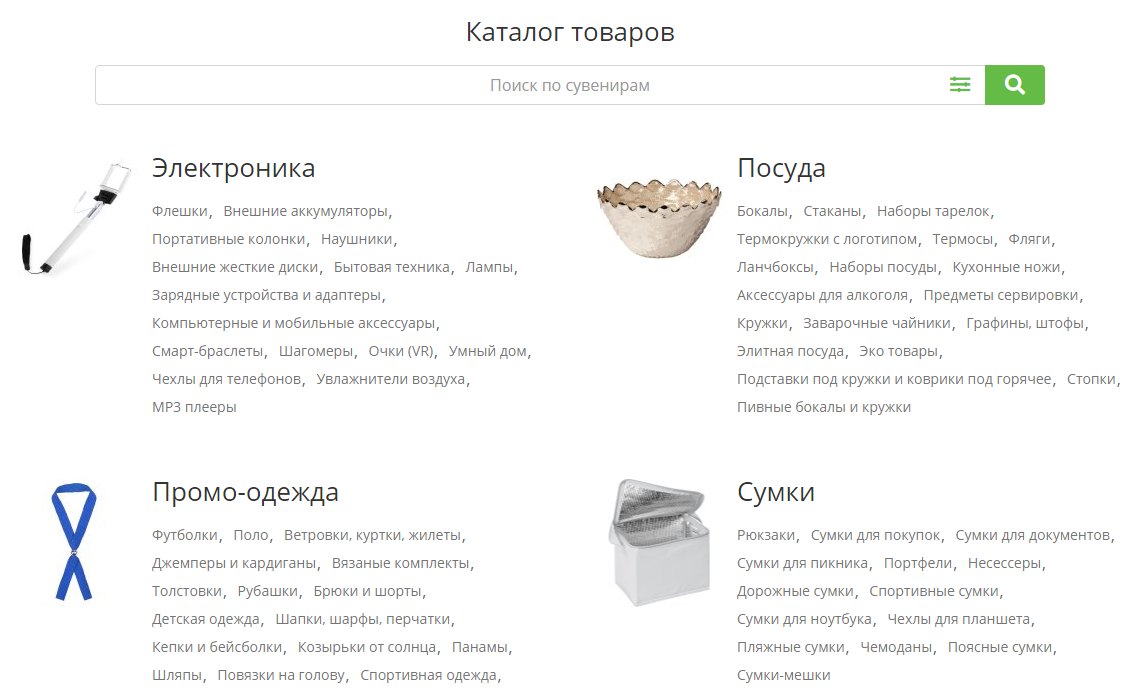 Каталог товаров
Поиск по сувенирам
Электроника
Флешки, Внешние аккумуляторы,
Портативные колонки, Наушники,
Внешние жесткие диски, Бытовая техника, Лампы,
Зарядные устройства и адаптеры,
Компьютерные и мобильные аксессуары,
Смарт-браслеты, Шагомеры, Очки (VR), Умный дом,
Чехлы для телефонов, Увлажнители воздуха,
MP3 плееры
Посуда
Бокалы, Стаканы, Наборы тарелок,
Термокружки с логотипом, Термосы, Фляги,
Ланчбоксы, Наборы посуды, Кухонные ножи,
Аксессуары для алкоголя, Предметы сервировки,
Кружки, Заварочные чайники, Графины, штофы,
Элитная посуда, Эко товары,
Подставки под кружки и коврики под горячее, Стопки,
Пивные бокалы и кружки
Промо-одежда
Футболки, Поло, Ветровки, куртки, жилеты,
Джемперы и кардиганы, Вязаные комплекты,
Толстовки, Рубашки, Брюки и шорты,
Детская одежда, Шапки, шарфы, перчатки,
Кепки и бейсболки, Козырьки от солнца, Панамы,
Шляпы, Повязки на голову, Спортивная одежда,
Сумки
Рюкзаки, Сумки для покупок, Сумки для документов,
Сумки для пикника, Портфели, Несессеры,
Дорожные сумки, Спортивные сумки,
Сумки для ноутбука, Чехлы для планшета,
Пляжные сумки, Чемоданы, Поясные сумки,
Сумки-мешки